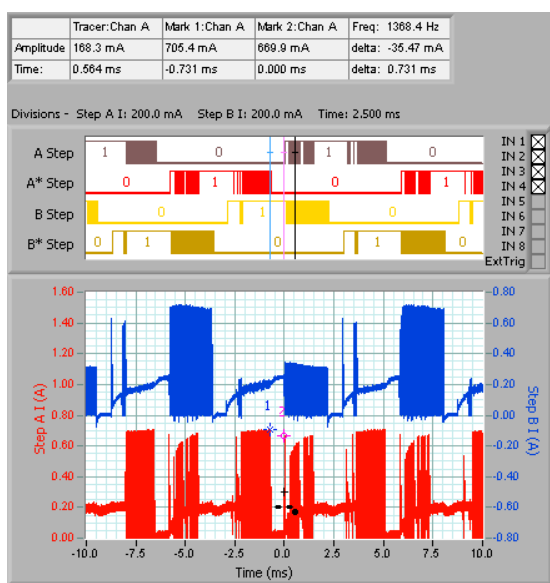 Tracer:Chan A Mark 1:Chan A Mark 2:Chan A Freq: 1368.4 Hz
Amplitude 168.3 mA 705.4 mA 669.9 mA delta: -35.47 mA
Time: 0.564 ms -0.731 ms 0.000 ms delta: 0.731 ms
Divisions - Step A I: 200.0 mA Step B I: 200.0 mA Time: 2.500 ms
A Step 1 0 1 0
A* Step 0 1 0 1
B Step 0 1 0
B* Step 0 1 0 1 0
IN 1
IN 2
IN 3
IN 4
IN 5
IN 6
IN 7
IN 8
ExtTrig
Step A I (A)
1.60
1.40
1.20
1.00
0.80
0.60
0.40
0.20
0.00
1
2
0.80
0.60
0.40
0.20
0.00
-0.20
-0.40
-0.60
-0.80
Step B I (A)
-10.0 -7.5 -5.0 -2.5 0.0 2.5 5.0 7.5 10.0
Time (ms)